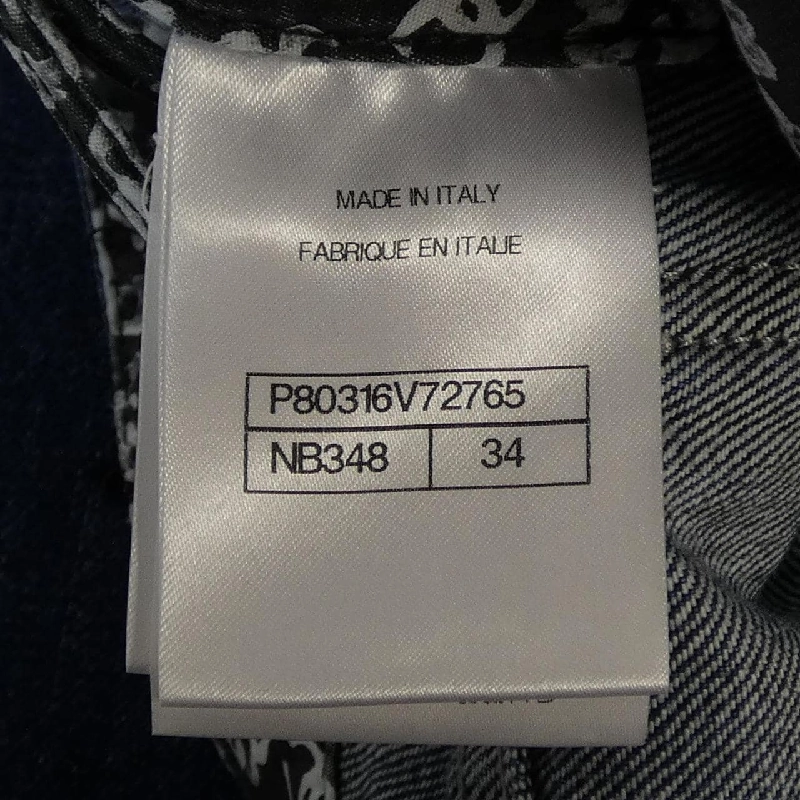 MADE IN ITALY
FABRIQUE EN ITALIE
P80316V72765
NB348 34